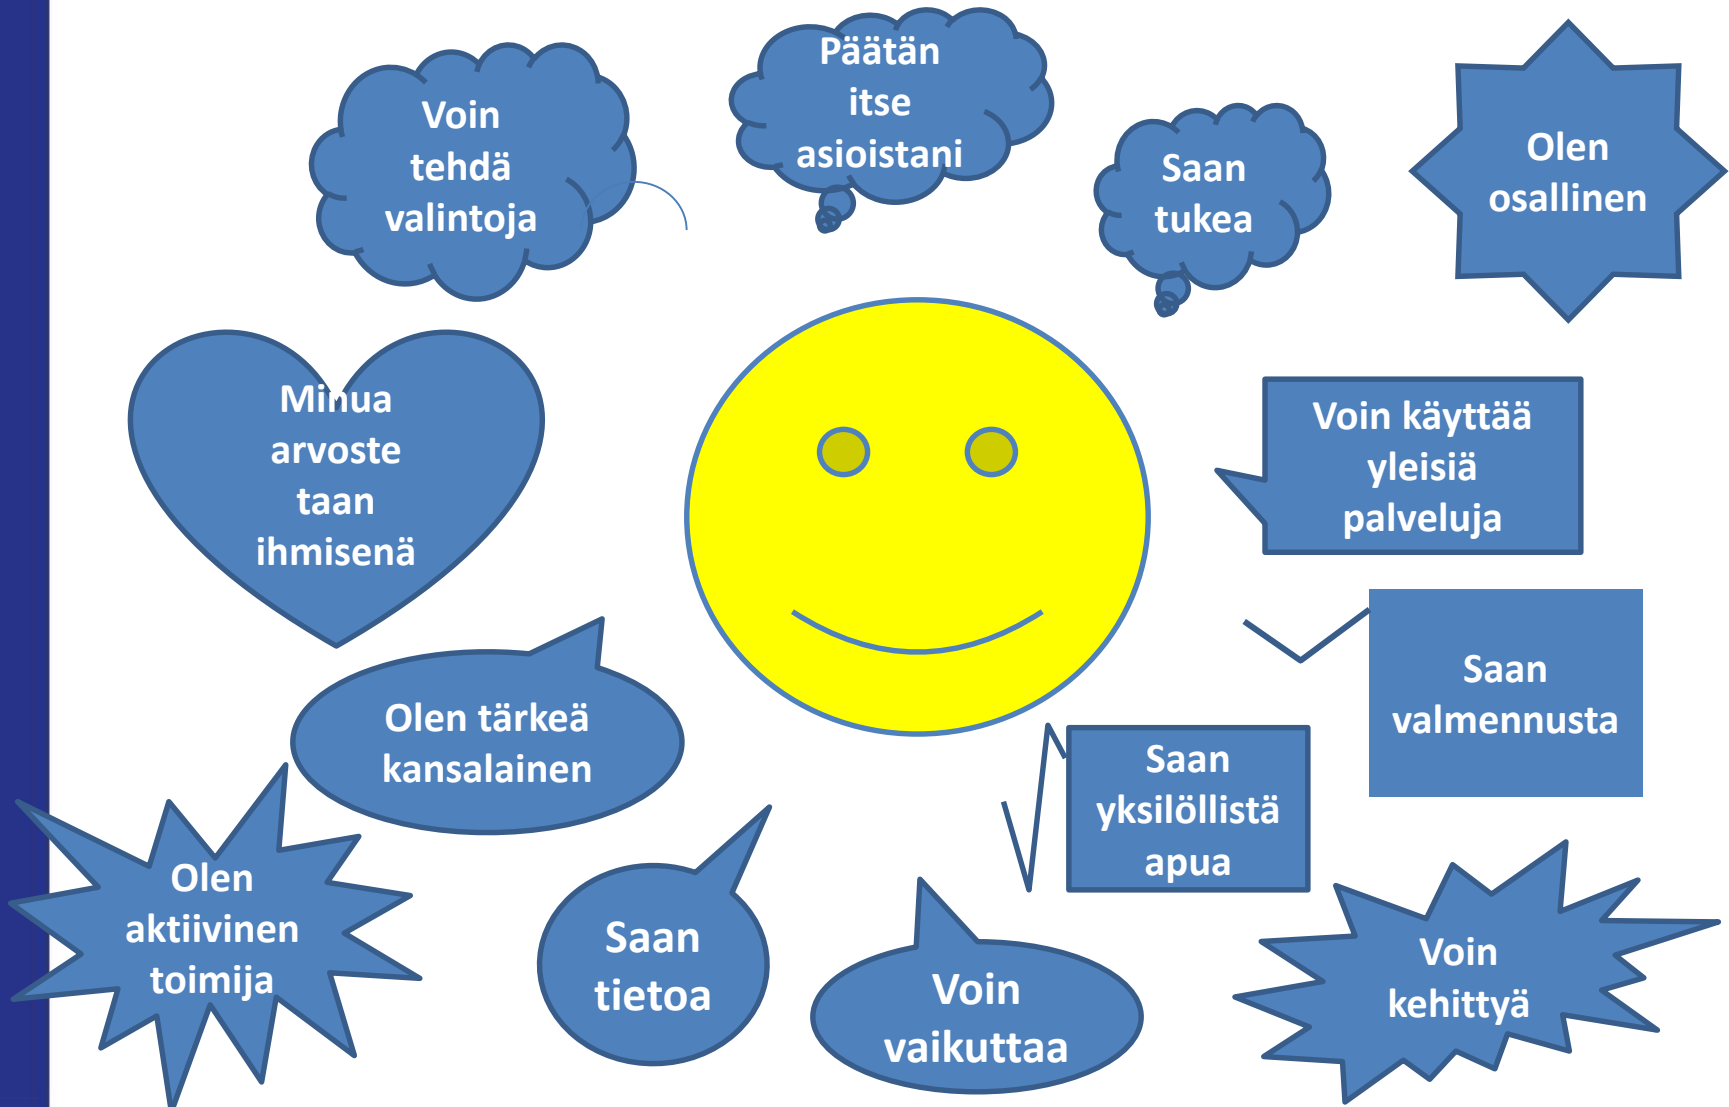 Voin
tehdä
valintoja
Päätän
itse
asioistani
Saan
tukea
Olen
osallinen
Minua
arvoste
taan
ihmisenä
Voin käyttää
yleisiä
palveluja
Saan
valmennusta
Olen tärkeä
kansalainen
Saan
yksilöllistä
apua
Olen
aktiivinen
toimija
Saan
tietoa
Voin
vaikuttaa
Voin
kehittyä